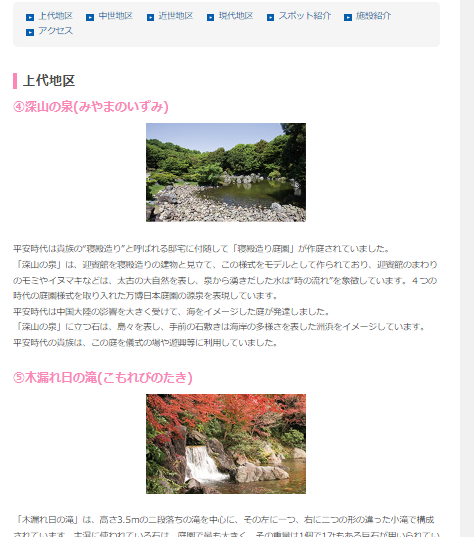 上代地区 中世地区 近世地区 現代地区 スポット紹介 施設紹介
アクセス
上代地区
④深山の泉(みやまのいずみ)
平安時代は貴族の“寝殿造り”と呼ばれる邸宅に付随して「寝殿造り庭園」が作庭されていました。
「深山の泉」は、迎賓館を寝殿造りの建物と見立て、この様式をモデルとして作られており、迎賓館のまわり
のモミやイヌマキなどは、太古の大自然を表し、泉から湧きだした水は“時の流れ”を象徴しています。４つの
時代の庭園様式を取り入れた万博日本庭園の源泉を表現しています。
平安時代は中国大陸の影響を大きく受けて、海をイメージした庭が発達しました。
「深山の泉」に立つ石は、島々を表し、手前の石敷きは海岸の多様さを表した洲浜をイメージしています。
平安時代の貴族は、この庭を儀式の場や遊興等に利用していました。
⑤木漏れ日の滝(こもれびのたき)
「木漏れ日の滝」は、高さ3.5mの二段落ちの滝を中心に、その左に一つ、右に二つの形の違った小滝で構成
されています。主瀑に使われている石は、庭園で最も大きく、その重量は1個で17tもある巨石が用いられてい